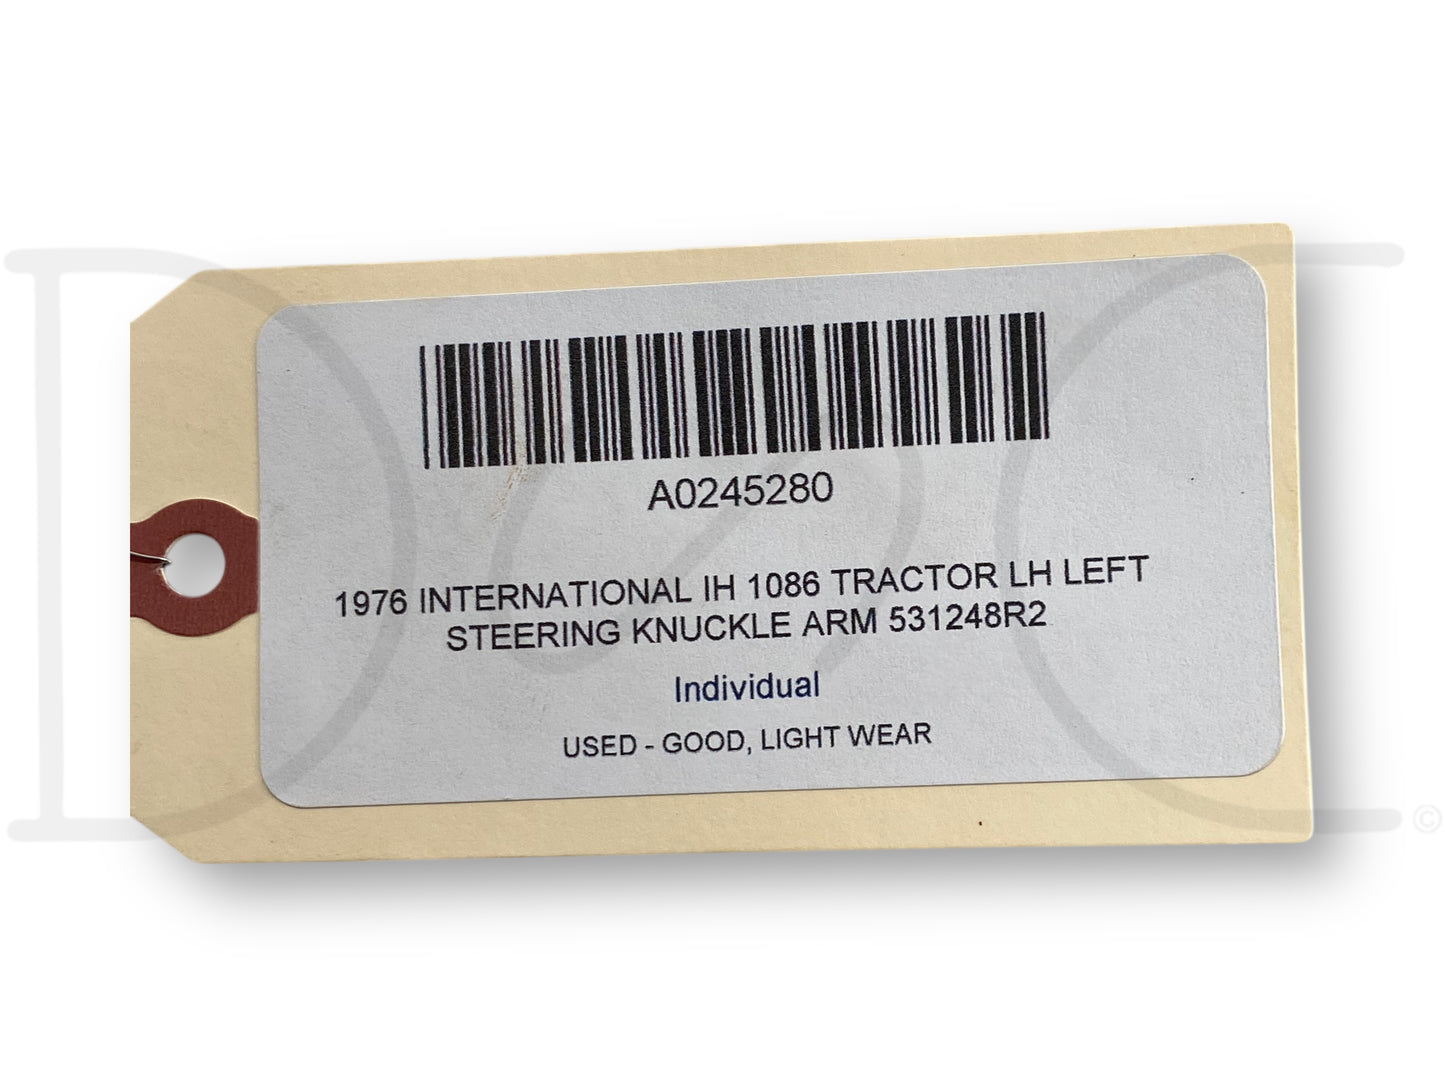 A0245280
1976 INTERNATIONAL IH 1086 TRACTOR LH LEFT
STEERING KNUCKLE ARM 531248R2
Individual
USED - GOOD, LIGHT WEAR
©